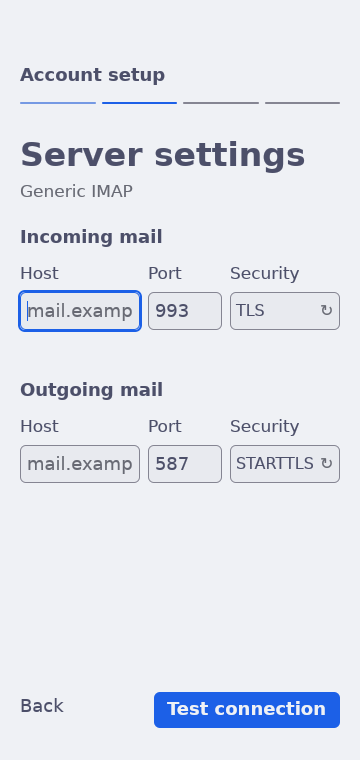 Account setup
Server settings
Generic IMAP
Incoming mail
Host Port Security
mail.examp 993 TLS ↻
Outgoing mail
Host Port Security
mail.examp 587 STARTTLS ↻
Back Test connection